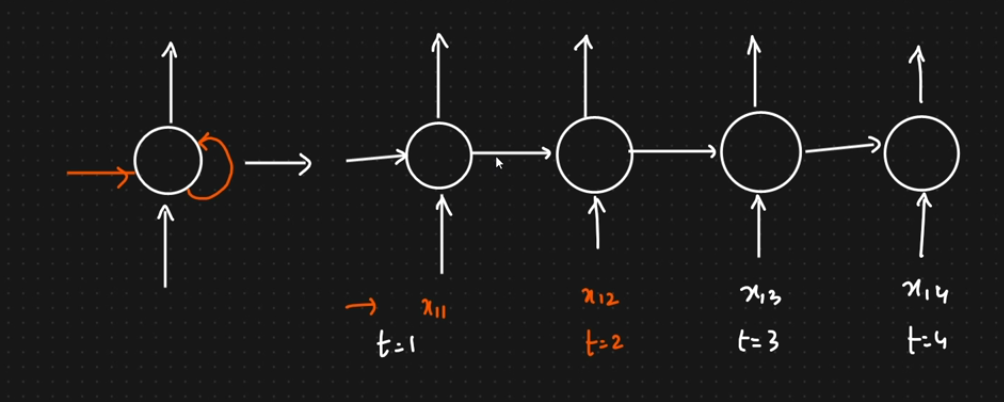 x₁₁ x₁₂ x₁₃ x₁₄
t=1 t=2 t=3 t=4